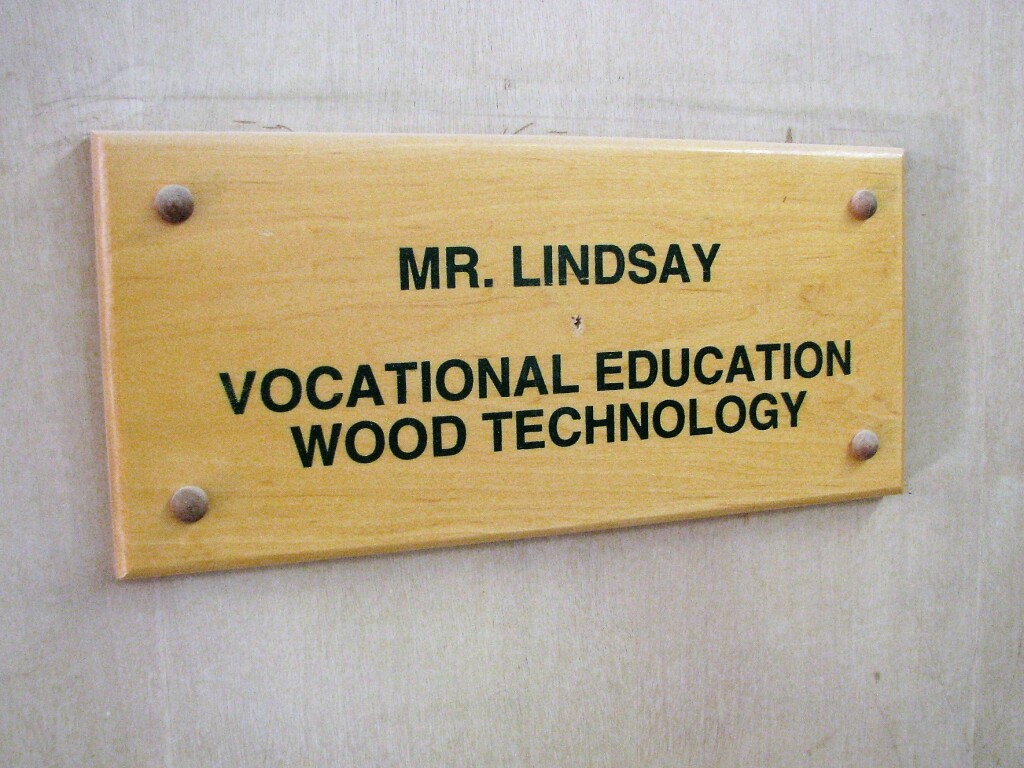 MR. LINDSAY
VOCATIONAL EDUCATION
WOOD TECHNOLOGY